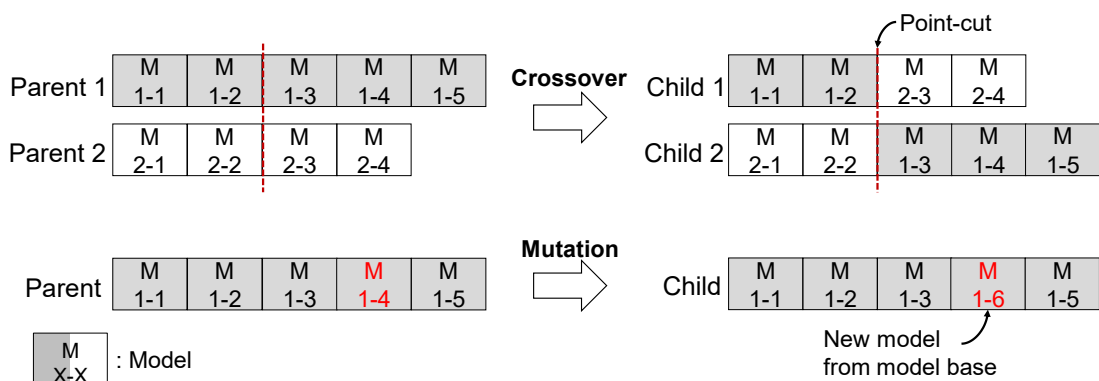 Point-cut
Parent 1 M M M M M
1-1 1-2 1-3 1-4 1-5
Crossover
Child 1 M M M M
1-1 1-2 2-3 2-4
Parent 2 M M M M
2-1 2-2 2-3 2-4
Child 2 M M M M M
2-1 2-2 1-3 1-4 1-5
Mutation
Parent M M M M M
1-1 1-2 1-3 1-4 1-5
Child M M M M M
1-1 1-2 1-3 1-6 1-5
New model
from model base
M
X-X
: Model